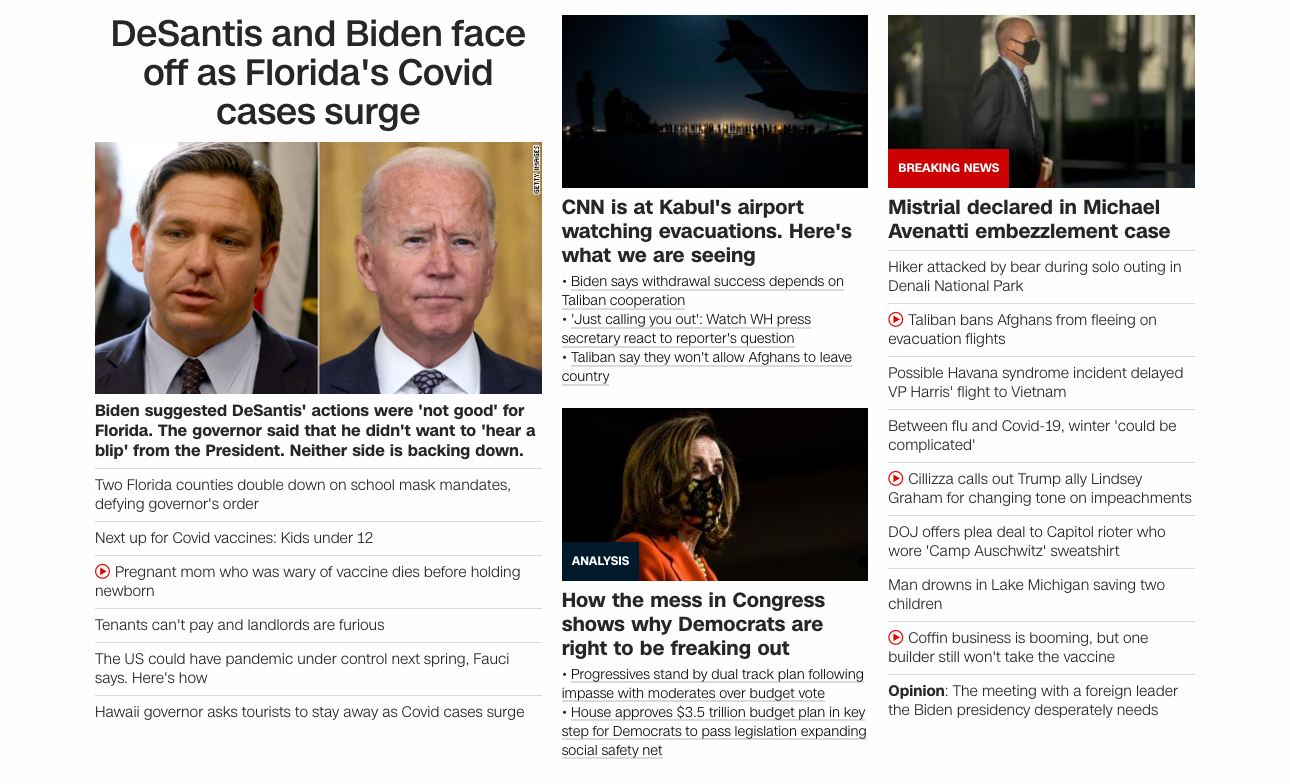 DeSantis and Biden face
off as Florida's Covid
cases surge
GETTY IMAGES
Biden suggested DeSantis' actions were 'not good' for
Florida. The governor said that he didn't want to 'hear a
blip' from the President. Neither side is backing down.
Two Florida counties double down on school mask mandates,
defying governor's order
Next up for Covid vaccines: Kids under 12
Pregnant mom who was wary of vaccine dies before holding
newborn
Tenants can't pay and landlords are furious
The US could have pandemic under control next spring, Fauci
says. Here's how
Hawaii governor asks tourists to stay away as Covid cases surge
CNN is at Kabul's airport
watching evacuations. Here's
what we are seeing
• Biden says withdrawal success depends on
Taliban cooperation
• 'Just calling you out': Watch WH press
secretary react to reporter's question
• Taliban say they won't allow Afghans to leave
country
ANALYSIS
How the mess in Congress
shows why Democrats are
right to be freaking out
• Progressives stand by dual track plan following
impasse with moderates over budget vote
• House approves $3.5 trillion budget plan in key
step for Democrats to pass legislation expanding
social safety net
BREAKING NEWS
Mistrial declared in Michael
Avenatti embezzlement case
Hiker attacked by bear during solo outing in
Denali National Park
Taliban bans Afghans from fleeing on
evacuation flights
Possible Havana syndrome incident delayed
VP Harris' flight to Vietnam
Between flu and Covid-19, winter 'could be
complicated'
Cillizza calls out Trump ally Lindsey
Graham for changing tone on impeachments
DOJ offers plea deal to Capitol rioter who
wore 'Camp Auschwitz' sweatshirt
Man drowns in Lake Michigan saving two
children
Coffin business is booming, but one
builder still won't take the vaccine
Opinion: The meeting with a foreign leader
the Biden presidency desperately needs